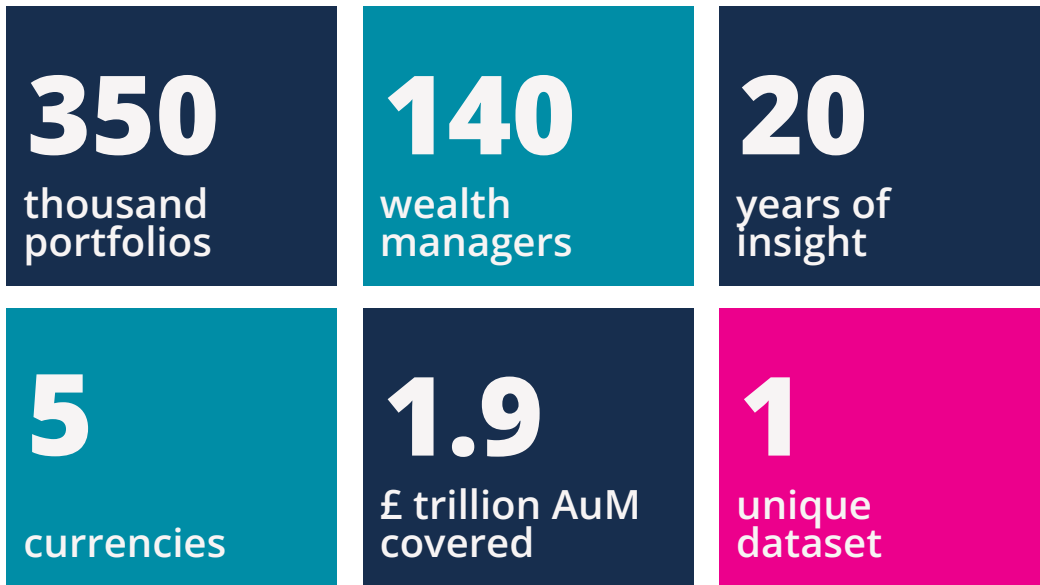 350
thousand
portfolios
140
wealth
managers
20
years of
insight
5
currencies
1.9
£ trillion AuM
covered
1
unique
dataset